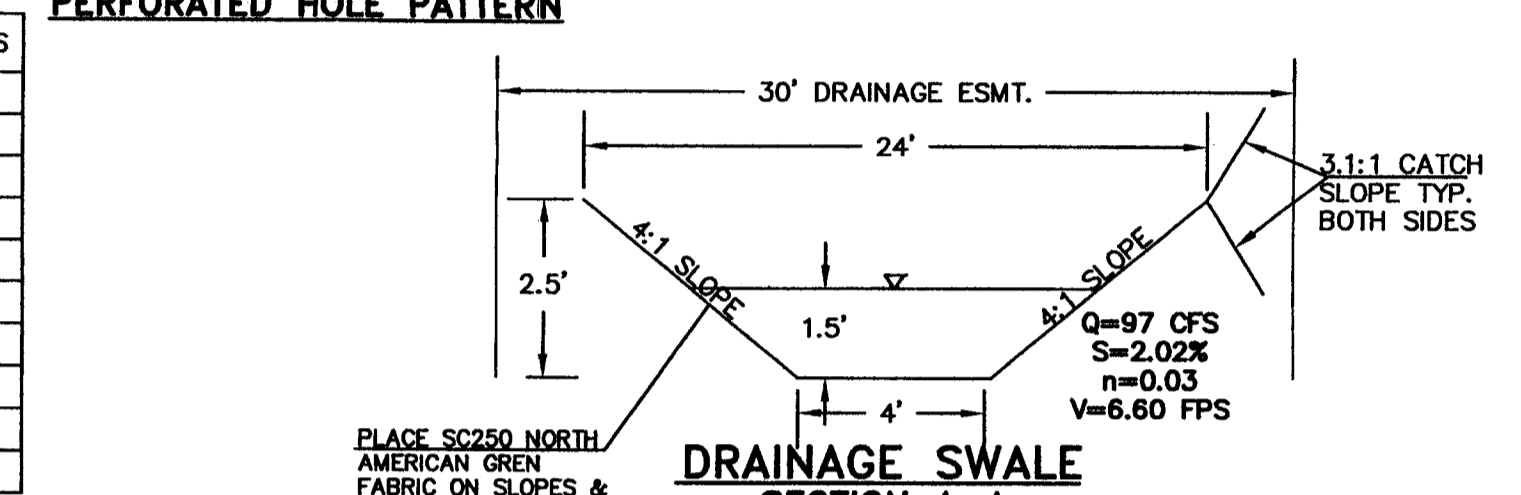 PERFORATED HOLE PATTERN
S
30' DRAINAGE ESMT.
24'
3.1:1 CATCH
SLOPE TYP.
BOTH SIDES
4:1 SLOPE
4:1 SLOPE
2.5'
1.5'
Q=97 CFS
S=2.02%
n=0.03
V=6.60 FPS
4'
PLACE SC250 NORTH
AMERICAN GREN
FABRIC ON SLOPES &
DRAINAGE SWALE
SECTION